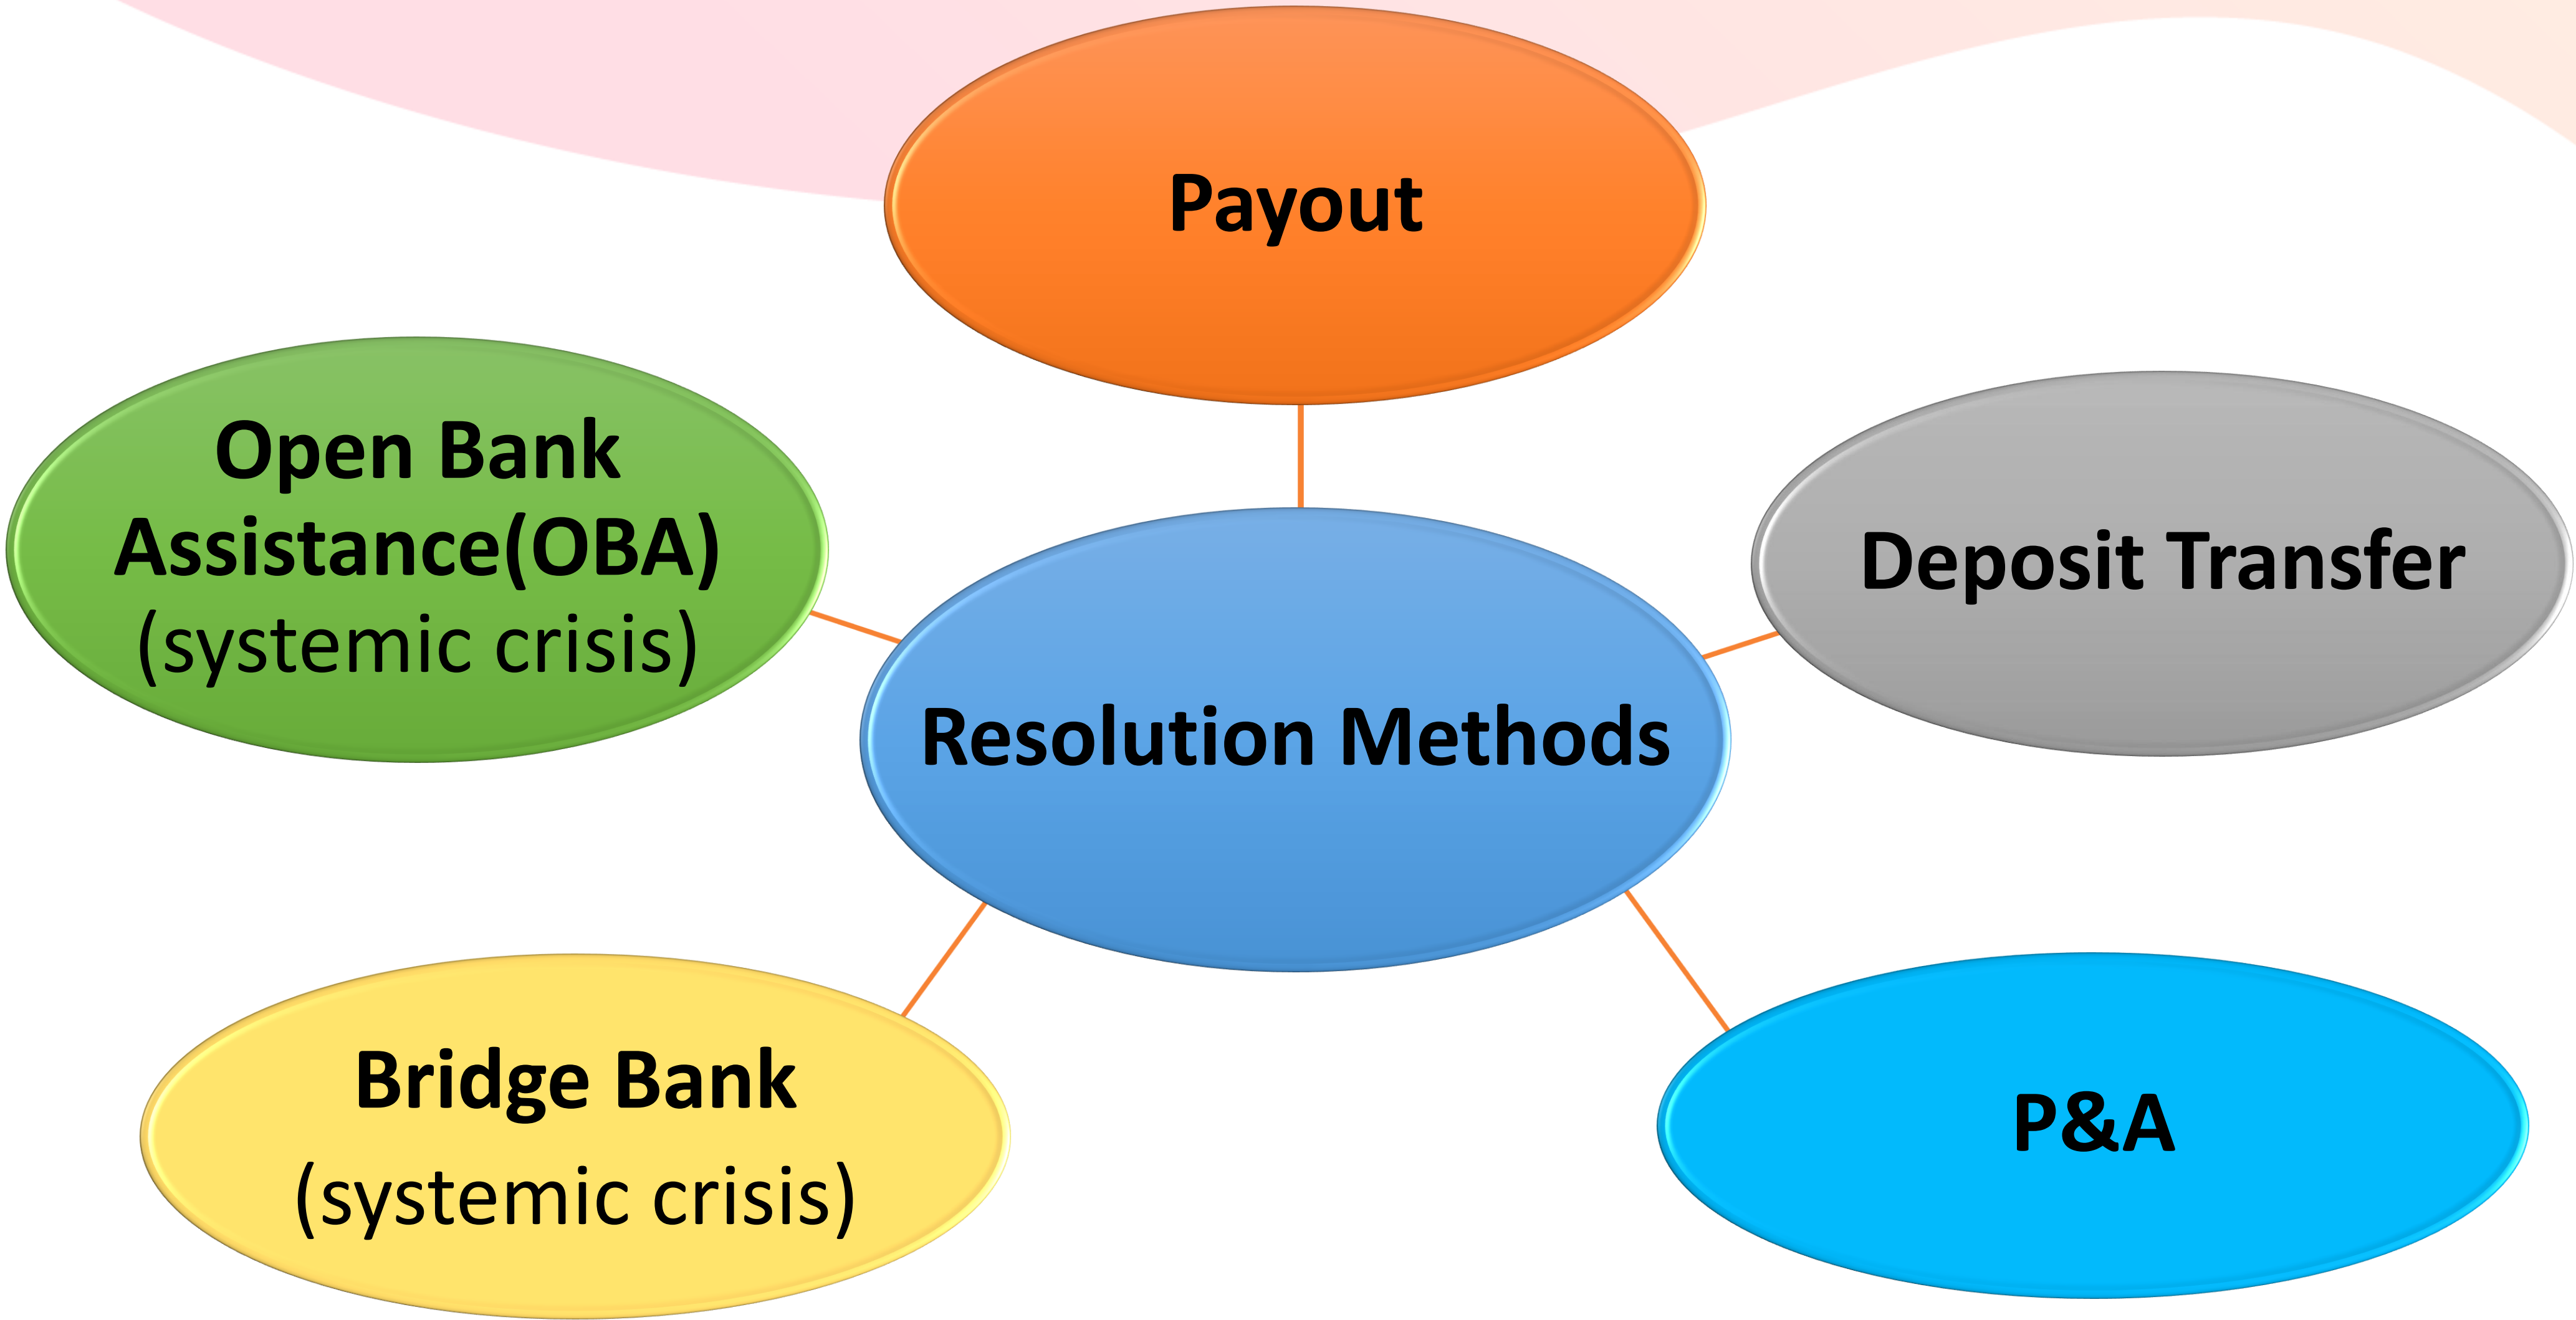 Payout
Open Bank
Assistance(OBA)
(systemic crisis)
Deposit Transfer
Resolution Methods
Bridge Bank
(systemic crisis)
P&A